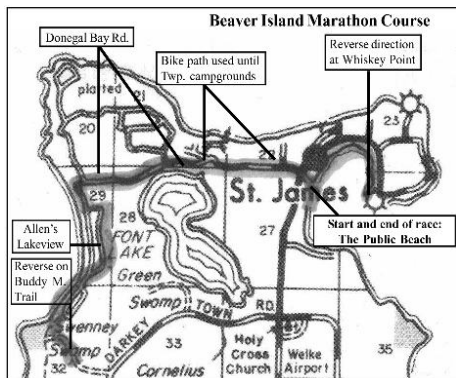 Beaver Island Marathon Course
Donegal Bay Rd.
Bike path used until
Twp. campgrounds
Reverse direction
at Whiskey Point
platted
21
20
22
23
St. James
29
28
27
FONT
LAKE
Start and end of race:
The Public Beach
Allen's
Lakeview
Green
Reverse on
Buddy M.
Trail
Swomp
TOWN RD.
DARKEY
Swenney
Swomp
32
33
35
Holy
Cross
Church
Welke
Airport
Cornelius